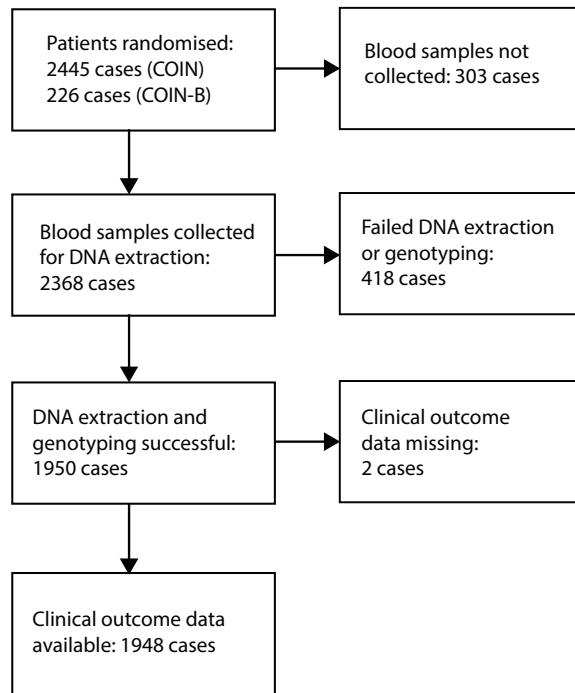 Patients randomised:
2445 cases (COIN)
226 cases (COIN-B)
Blood samples not
collected: 303 cases
Blood samples collected
for DNA extraction:
2368 cases
Failed DNA extraction
or genotyping:
418 cases
DNA extraction and
genotyping successful:
1950 cases
Clinical outcome
data missing:
2 cases
Clinical outcome data
available: 1948 cases